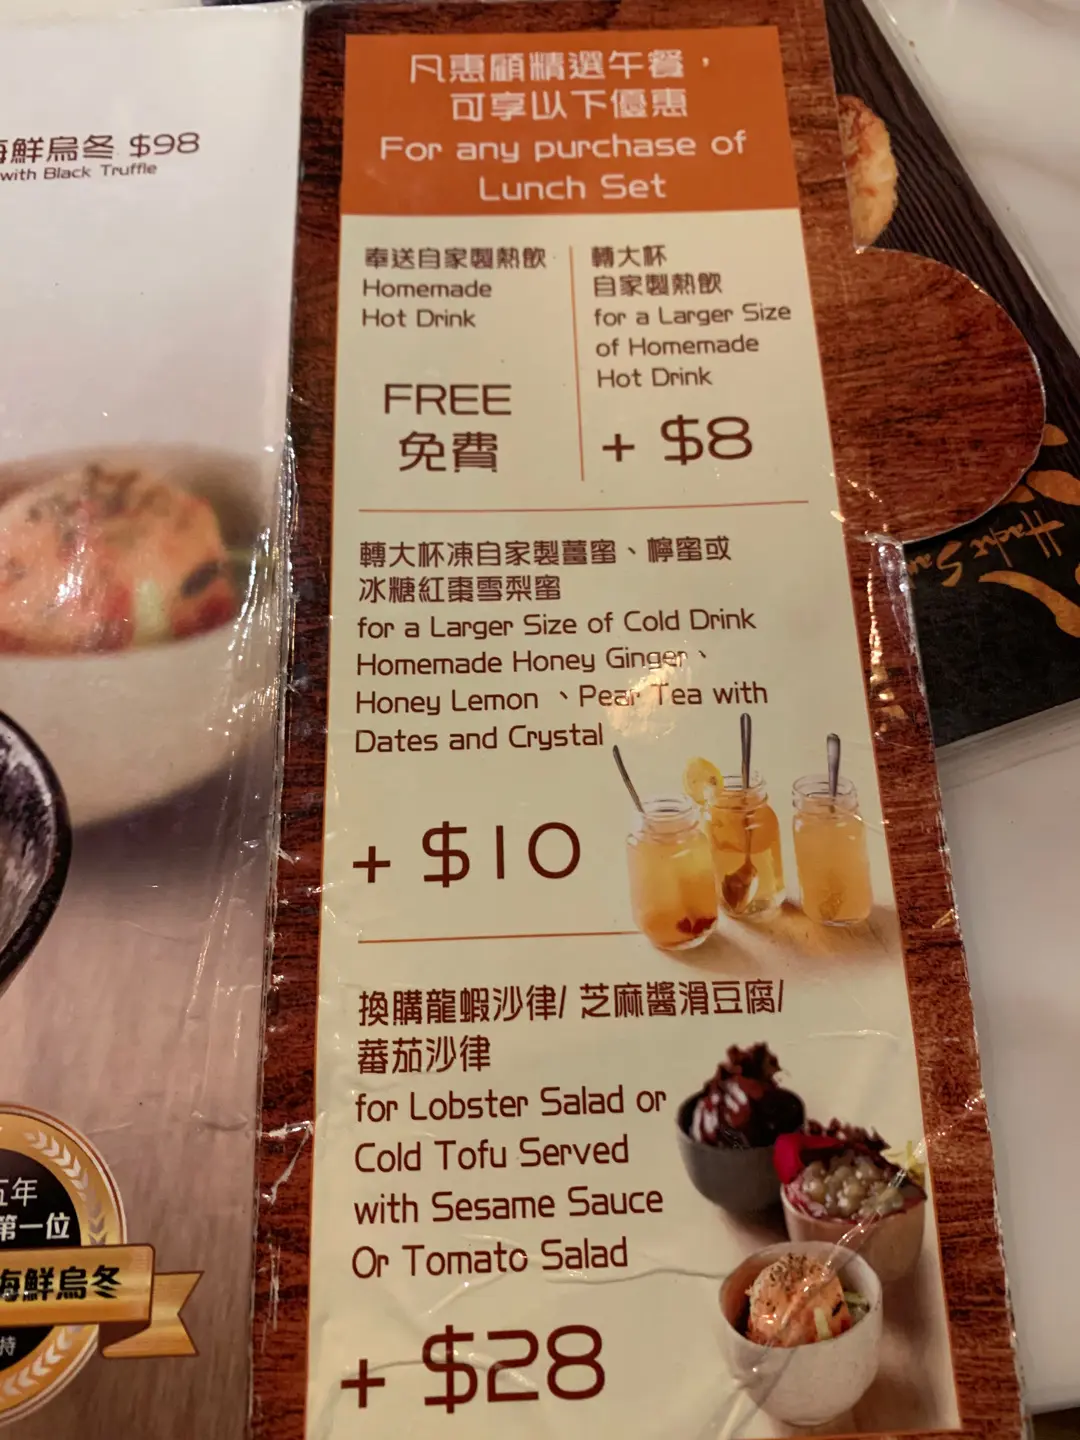 海鮮烏冬 $98
with Black Truffle
凡惠顧精選午餐，
可享以下優惠
For any purchase of
Lunch Set
奉送自家製熱飲
Homemade
Hot Drink
FREE
免費
轉大杯
自家製熱飲
for a Larger Size
of Homemade
Hot Drink
+ $8
轉大杯凍自家製薑蜜、檸蜜或
冰糖紅棗雪梨蜜
for a Larger Size of Cold Drink
Homemade Honey Ginger、
Honey Lemon 、Pear Tea with
Dates and Crystal
+ $10
換購龍蝦沙律/ 芝麻醬滑豆腐/
蕃茄沙律
for Lobster Salad or
Cold Tofu Served
with Sesame Sauce
Or Tomato Salad
+ $28
五年
第一位
海鮮烏冬
持